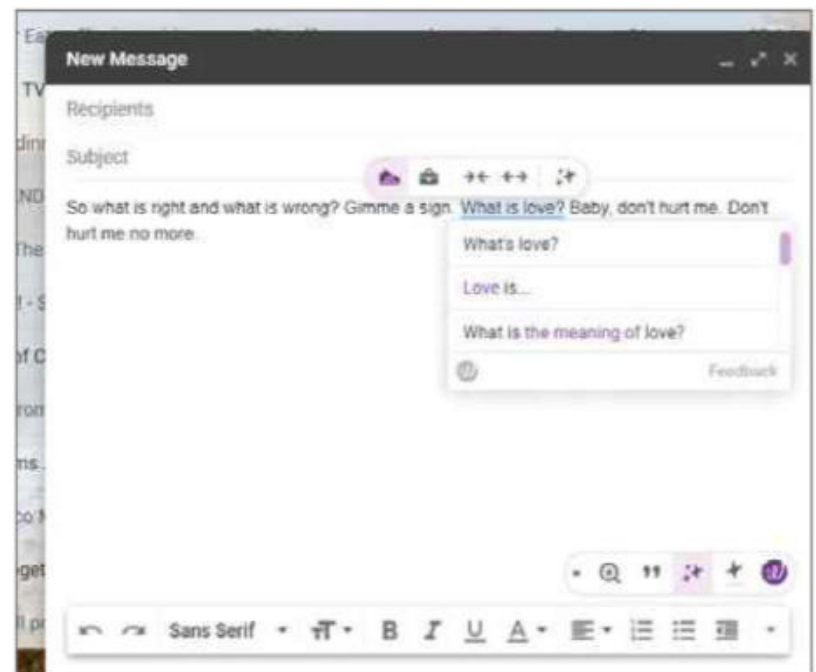 New Message
TV
Recipients
Subject
So what is right and what is wrong? Gimme a sign. What is love? Baby, don't hurt me. Don't
hurt me no more.
What's love?
Love is...
What is the meaning of love?
Feedback
Sans Serif
B I U A